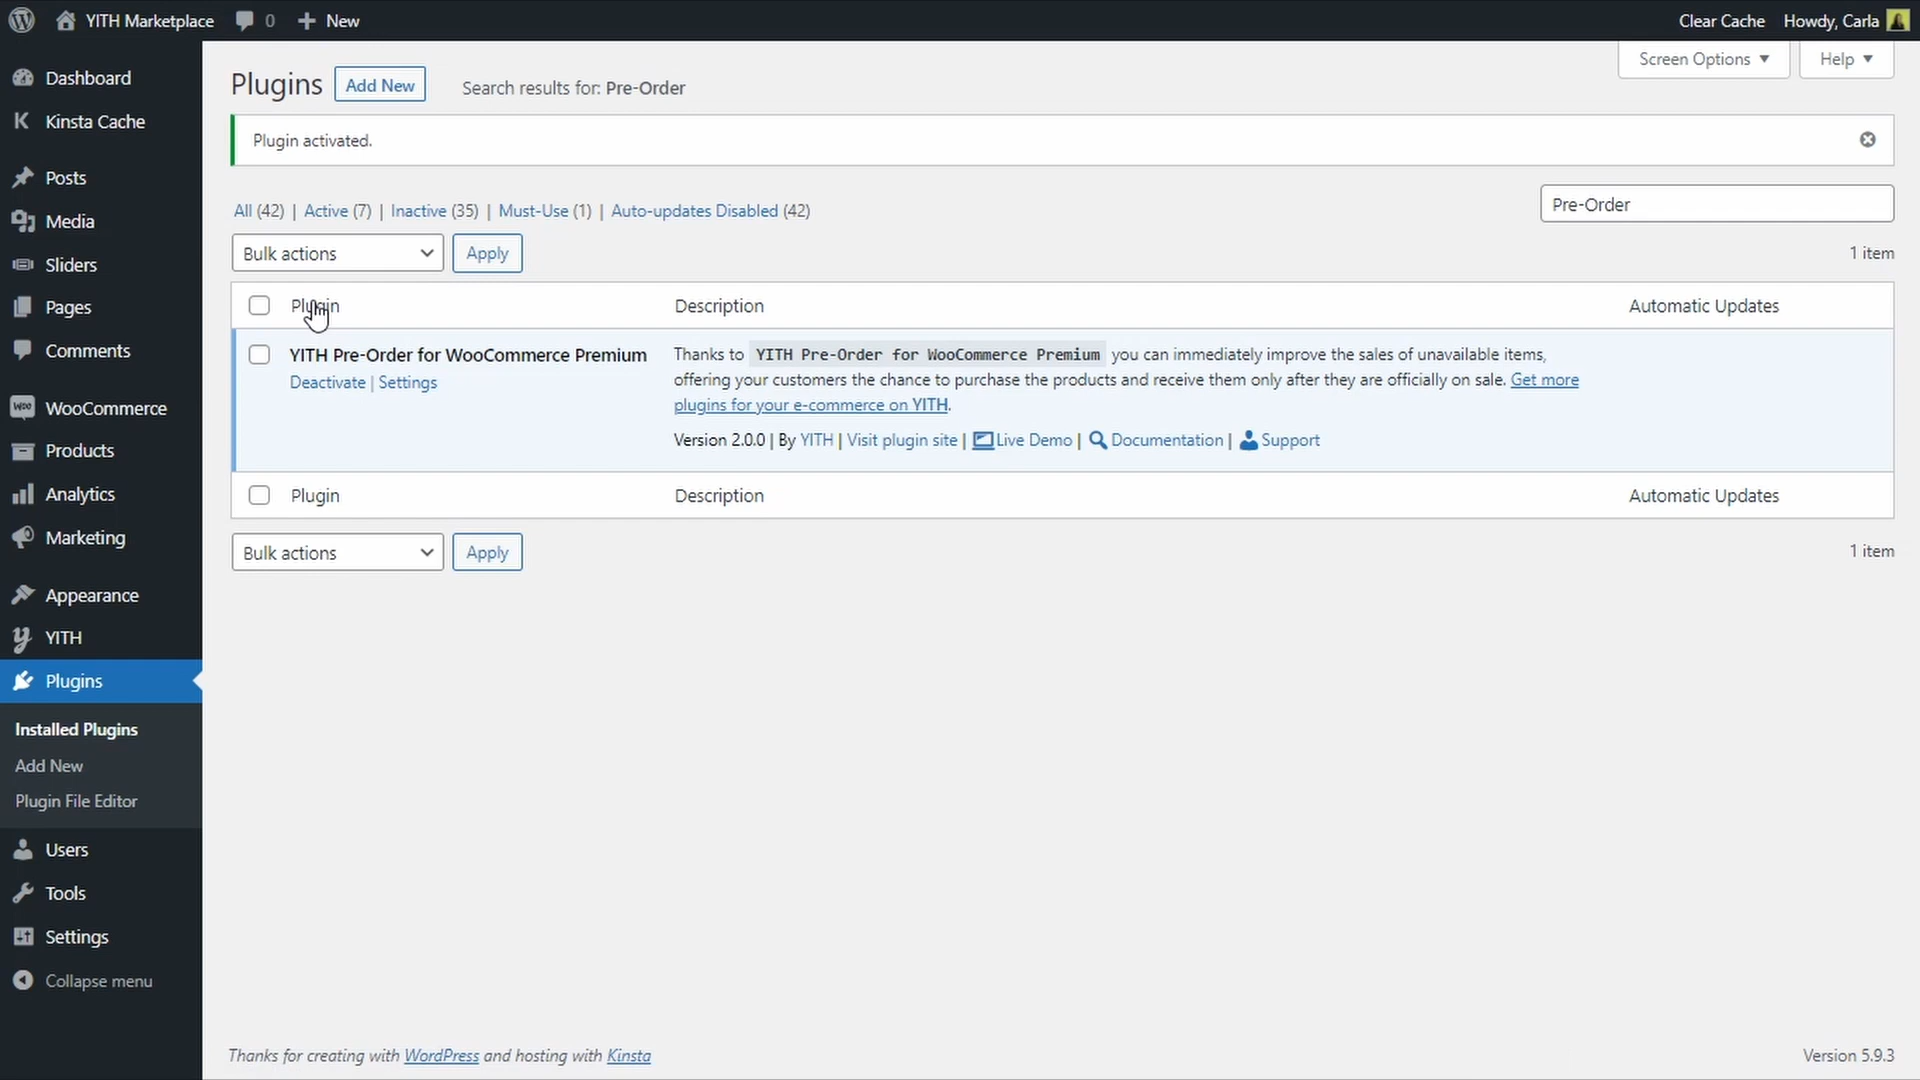 YITH Marketplace 0 New Clear Cache Howdy, Carla
Screen Options Help
Dashboard
Kinsta Cache
Posts
Media
Sliders
Pages
Comments
WooCommerce
Products
Analytics
Marketing
Appearance
YITH
Plugins
Installed Plugins
Add New
Plugin File Editor
Users
Tools
Settings
Collapse menu
Plugins Add New Search results for: Pre-Order
Plugin activated.
All (42) | Active (7) | Inactive (35) | Must-Use (1) | Auto-updates Disabled (42)
Pre-Order
Bulk actions Apply 1 item
Plugin Description Automatic Updates
YITH Pre-Order for WooCommerce Premium
Deactivate | Settings
Thanks to YITH Pre-Order for WooCommerce Premium you can immediately improve the sales of unavailable items,
offering your customers the chance to purchase the products and receive them only after they are officially on sale. Get more
plugins for your e-commerce on YITH.
Version 2.0.0 | By YITH | Visit plugin site | Live Demo | Documentation | Support
Plugin Description Automatic Updates
Bulk actions Apply 1 item
Thanks for creating with WordPress and hosting with Kinsta Version 5.9.3